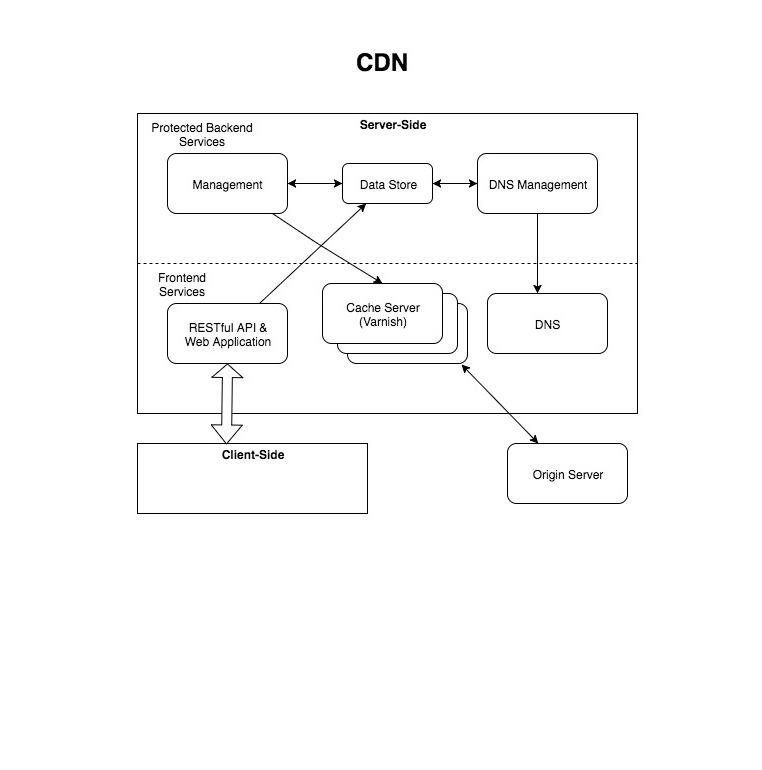 CDN
Server-Side
Protected Backend
Services
Management
Data Store
DNS Management
Frontend
Services
RESTful API &
Web Application
Cache Server
(Varnish)
DNS
Client-Side
Origin Server